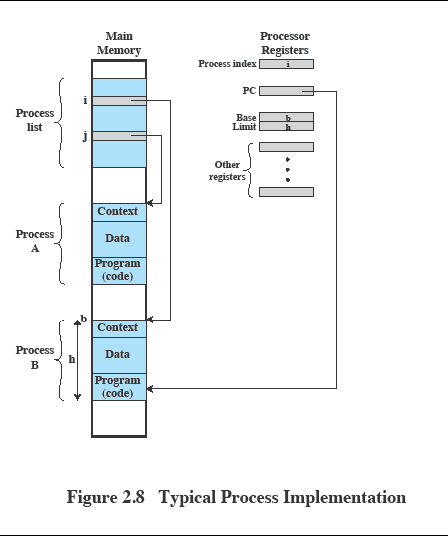 Main
Memory
Processor
Registers
Process index
i
PC
Base
b
Limit
h
Other
registers
Process
list
i
j
Process
A
Context
Data
Program
(code)
Process
B
b
h
Context
Data
Program
(code)
Figure 2.8 Typical Process Implementation